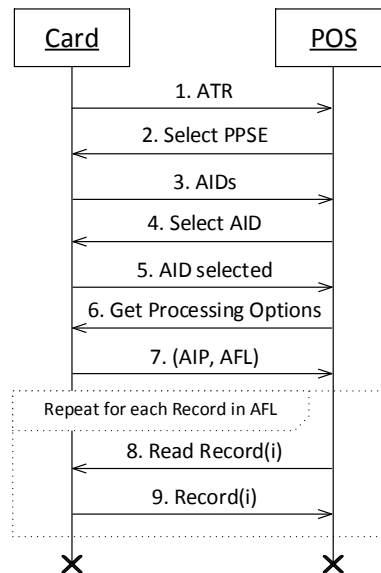 Card
POS
1. ATR
2. Select PPSE
3. AIDs
4. Select AID
5. AID selected
6. Get Processing Options
7. (AIP, AFL)
Repeat for each Record in AFL
8. Read Record(i)
9. Record(i)